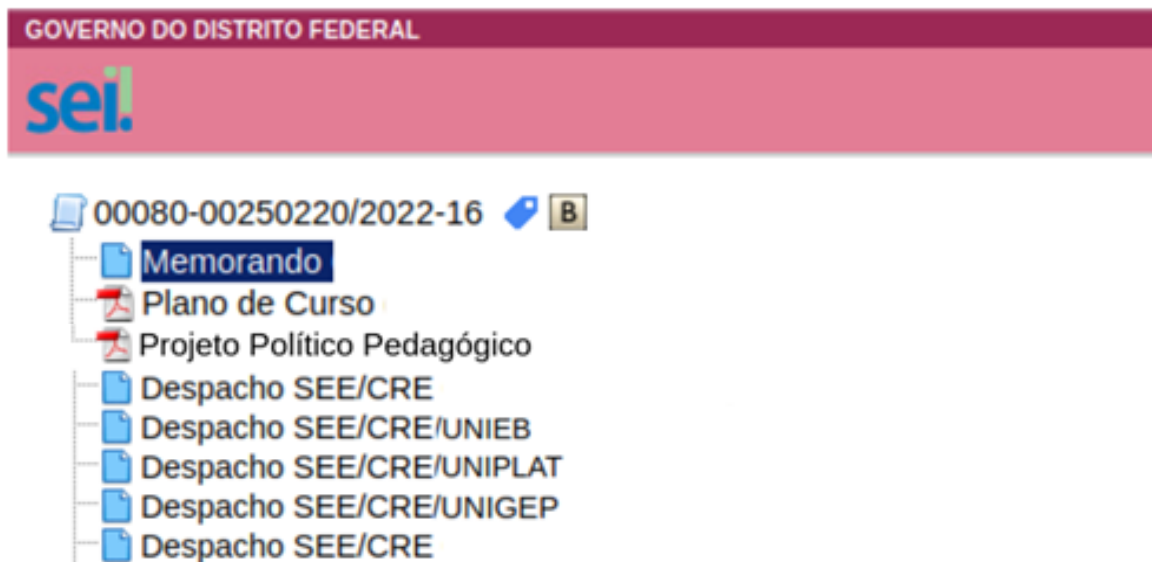 GOVERNO DO DISTRITO FEDERAL
sei!
00080-00250220/2022-16 B
Memorando
Plano de Curso
Projeto Político Pedagógico
Despacho SEE/CRE
Despacho SEE/CRE/UNIEB
Despacho SEE/CRE/UNIPLAT
Despacho SEE/CRE/UNIGEP
Despacho SEE/CRE